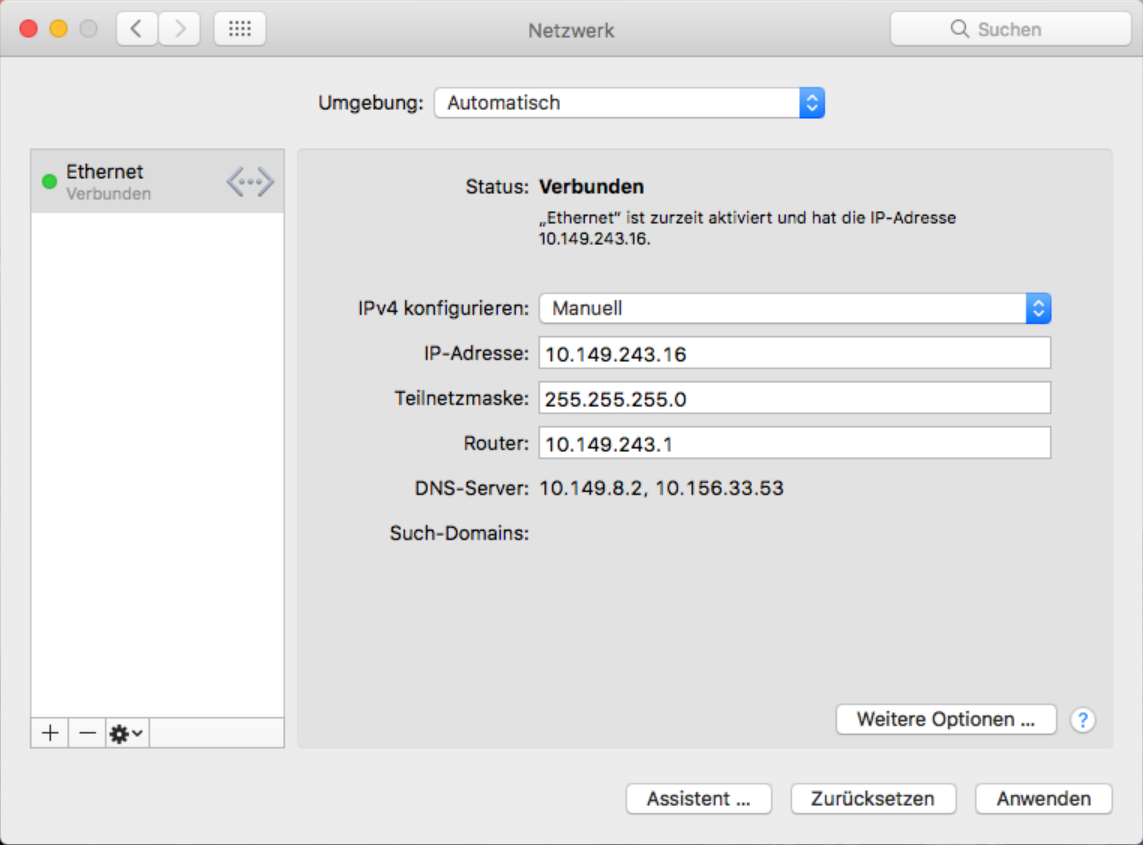 Netzwerk
Suchen
Umgebung: Automatisch
Ethernet
Verbunden
Status: Verbunden
„Ethernet“ ist zurzeit aktiviert und hat die IP-Adresse
10.149.243.16.
IPv4 konfigurieren: Manuell
IP-Adresse: 10.149.243.16
Teilnetzmaske: 255.255.255.0
Router: 10.149.243.1
DNS-Server: 10.149.8.2, 10.156.33.53
Such-Domains:
Weitere Optionen ... ?
Assistent ... Zurücksetzen Anwenden